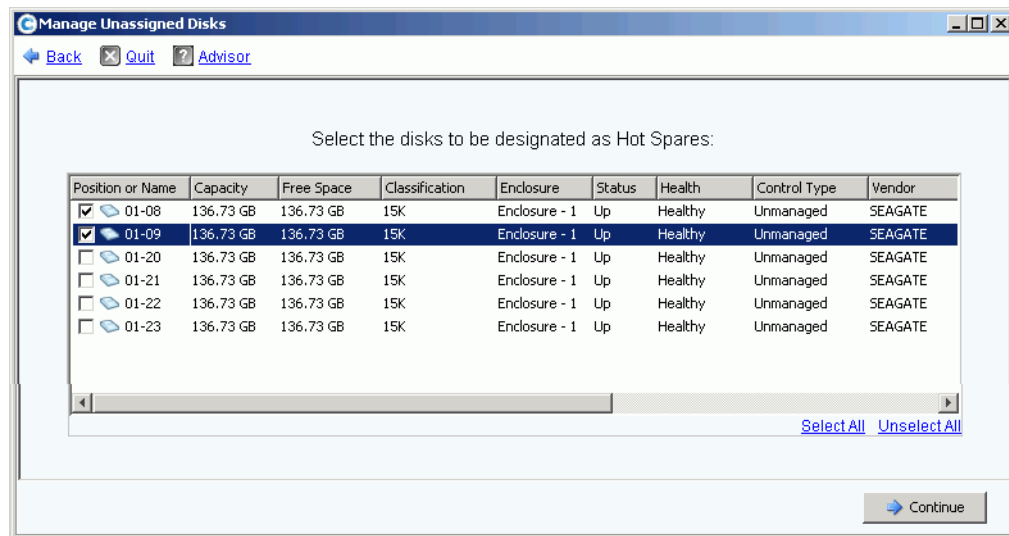 Manage Unassigned Disks
Back Quit ? Advisor
Select the disks to be designated as Hot Spares:
Position or Name Capacity Free Space Classification Enclosure Status Health Control Type Vendor
01-08 136.73 GB 136.73 GB 15K Enclosure - 1 Up Healthy Unmanaged SEAGATE
01-09 136.73 GB 136.73 GB 15K Enclosure - 1 Up Healthy Unmanaged SEAGATE
01-20 136.73 GB 136.73 GB 15K Enclosure - 1 Up Healthy Unmanaged SEAGATE
01-21 136.73 GB 136.73 GB 15K Enclosure - 1 Up Healthy Unmanaged SEAGATE
01-22 136.73 GB 136.73 GB 15K Enclosure - 1 Up Healthy Unmanaged SEAGATE
01-23 136.73 GB 136.73 GB 15K Enclosure - 1 Up Healthy Unmanaged SEAGATE
Select All Unselect All
Continue